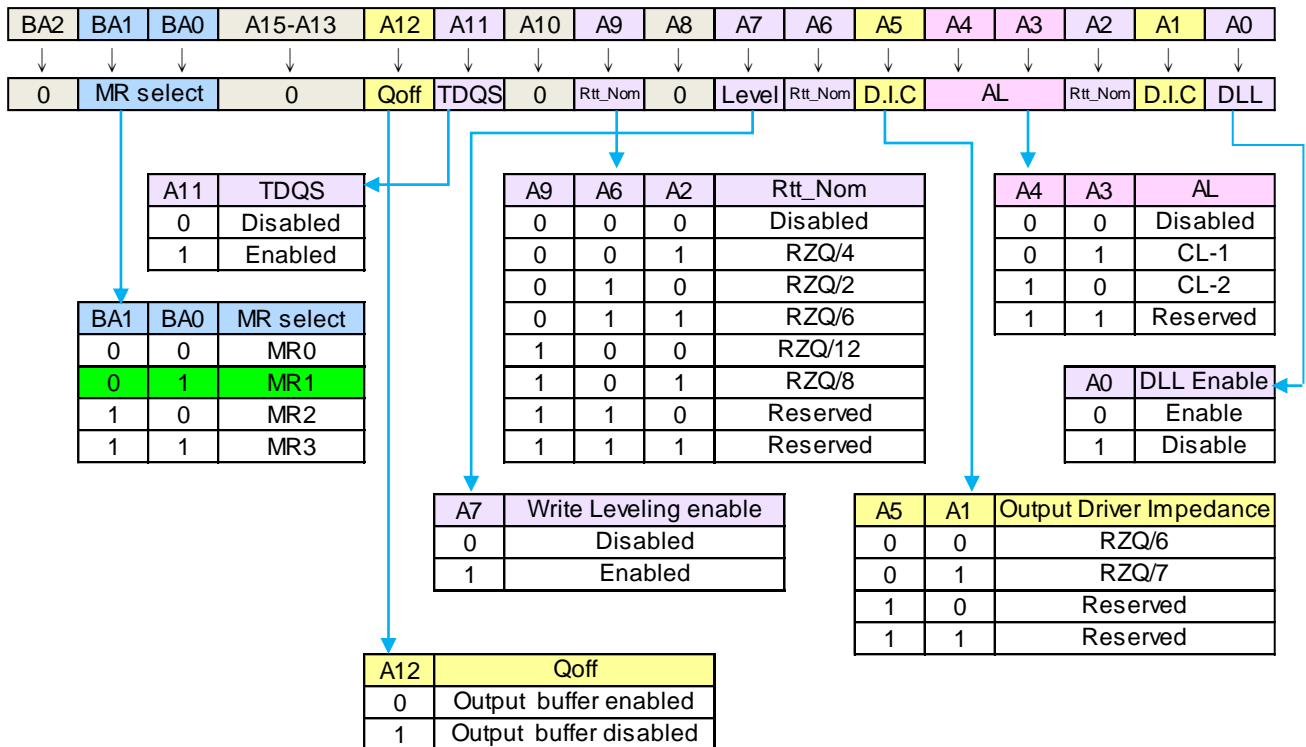 BA2 BA1 BA0 A15-A13 A12 A11 A10 A9 A8 A7 A6 A5 A4 A3 A2 A1 A0
0 MR select 0 Qoff TDQS 0 Rtt_Nom 0 Level Rtt_Nom D.I.C AL Rtt_Nom D.I.C DLL
A11 TDQS
0 Disabled
1 Enabled
A9 A6 A2 Rtt_Nom
0 0 0 Disabled
0 0 1 RZQ/4
0 1 0 RZQ/2
0 1 1 RZQ/6
1 0 0 RZQ/12
1 0 1 RZQ/8
1 1 0 Reserved
1 1 1 Reserved
A4 A3 AL
0 0 Disabled
0 1 CL-1
1 0 CL-2
1 1 Reserved
BA1 BA0 MR select
0 0 MR0
0 1 MR1
1 0 MR2
1 1 MR3
A0 DLL Enable
0 Enable
1 Disable
A7 Write Leveling enable
0 Disabled
1 Enabled
A5 A1 Output Driver Impedance
0 0 RZQ/6
0 1 RZQ/7
1 0 Reserved
1 1 Reserved
A12 Qoff
0 Output buffer enabled
1 Output buffer disabled